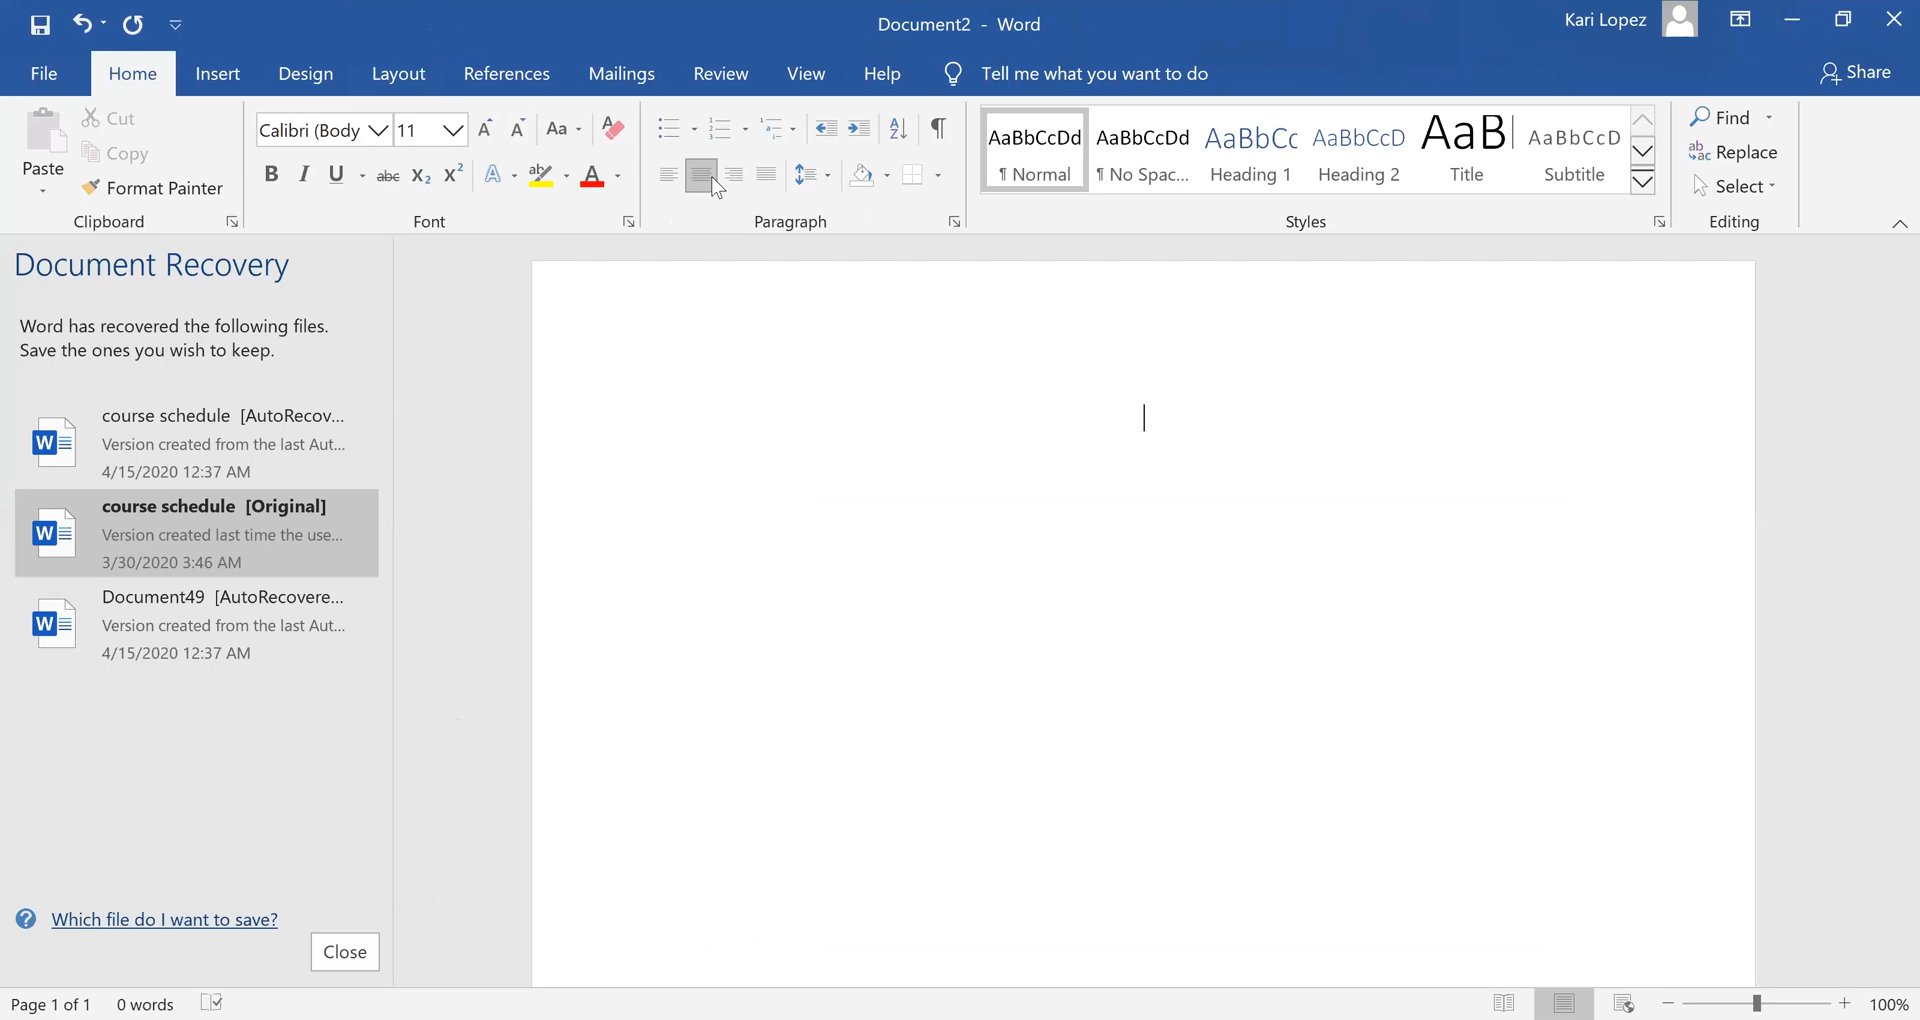 Document2 - Word
Kari Lopez
File Home Insert Design Layout References Mailings Review View Help Tell me what you want to do Share
Paste
Cut
Copy
Format Painter
Clipboard
Calibri (Body 11
Aa
B I U abc X₂ X² A ab A
Font
A Z
¶
Paragraph
AaBbCcDd AaBbCcDd AaBbCc AaBbCcD AaB AaBbCcD
¶ Normal ¶ No Spac... Heading 1 Heading 2 Title Subtitle
Styles
Find
Replace
Select
Editing
Document Recovery
Word has recovered the following files.
Save the ones you wish to keep.
course schedule [AutoRecov...
Version created from the last Aut...
4/15/2020 12:37 AM
course schedule [Original]
Version created last time the use...
3/30/2020 3:46 AM
Document49 [AutoRecovere...
Version created from the last Aut...
4/15/2020 12:37 AM
Which file do I want to save?
Close
Page 1 of 1 0 words
100%